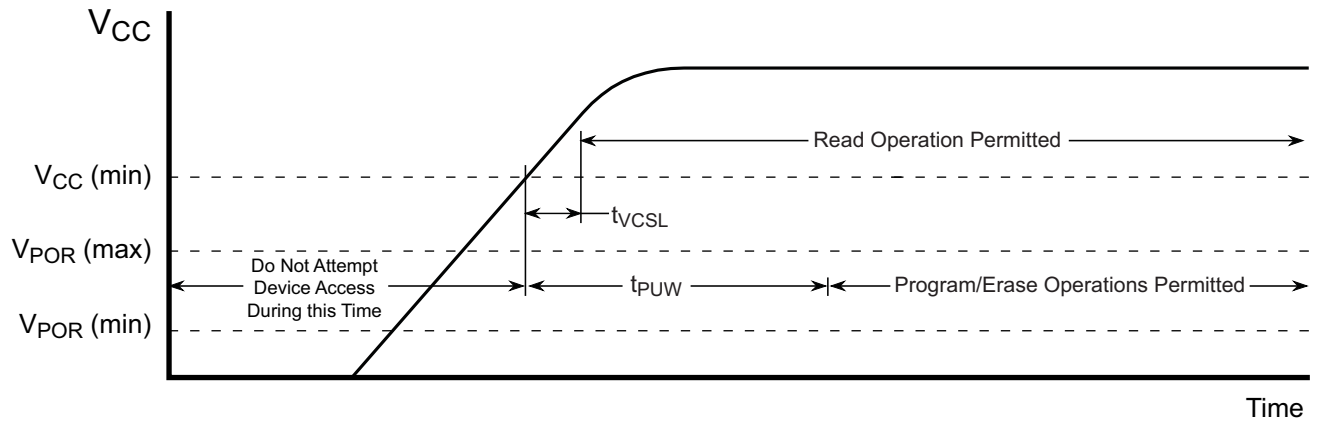 VCC
Read Operation Permitted
VCC (min)
tVCSL
VPOR (max)
Do Not Attempt
Device Access
During this Time
tPUW
Program/Erase Operations Permitted
VPOR (min)
Time